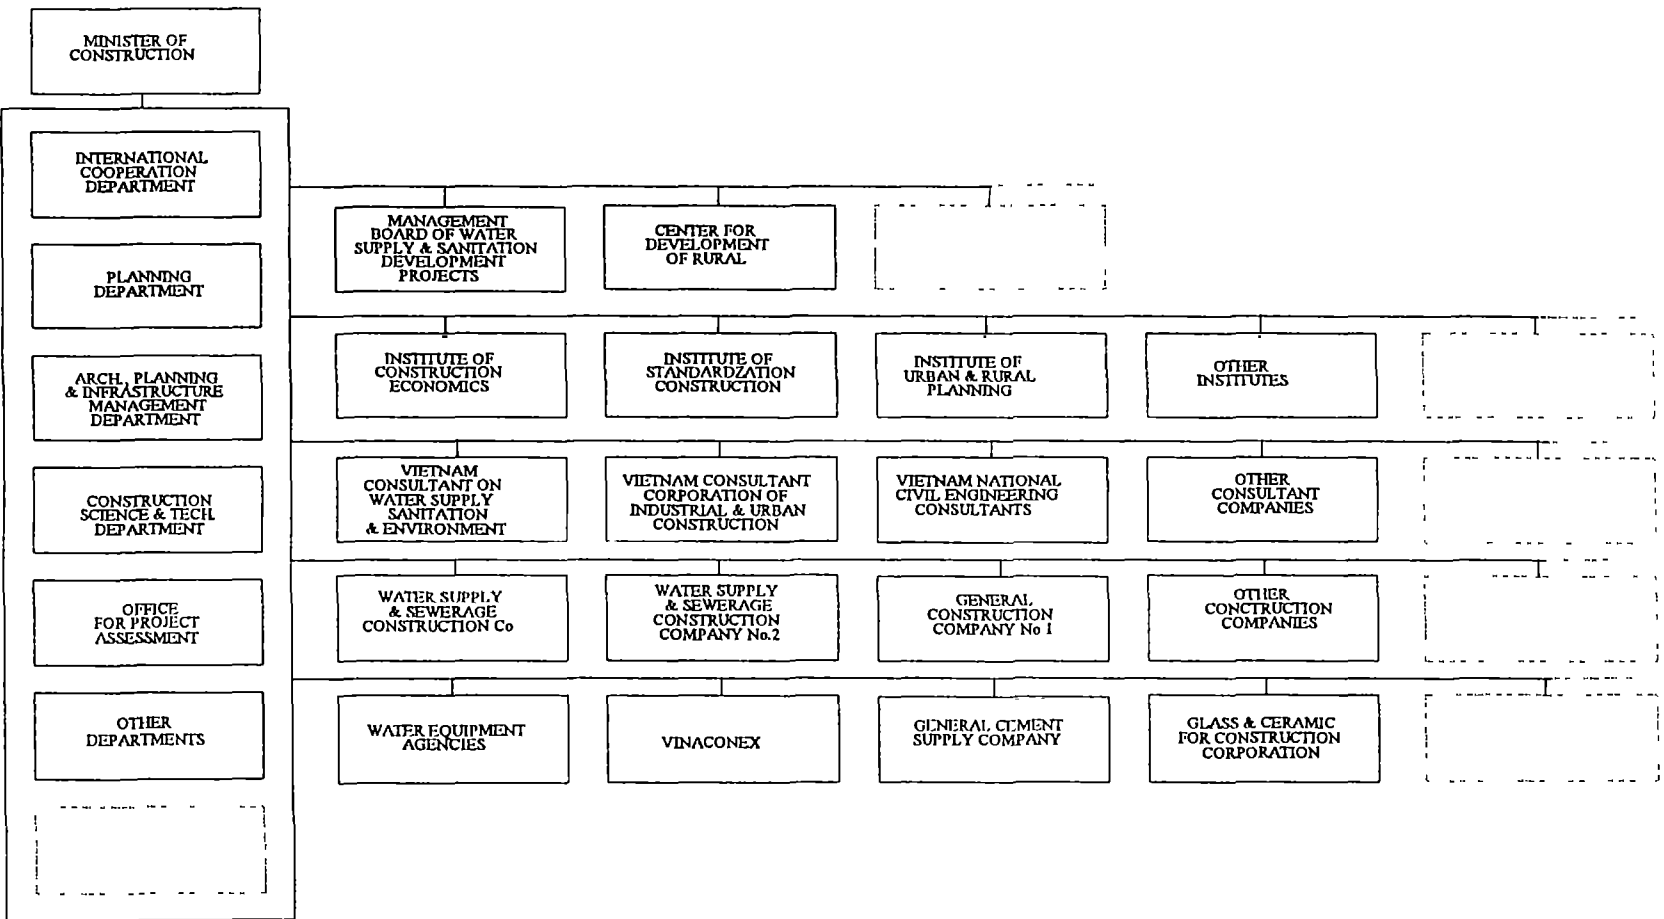 MINISTER OF
CONSTRUCTION
INTERNATIONAL
COOPERATION
DEPARTMENT
PLANNING
DEPARTMENT
ARCH, PLANNING
& INFRASTRUCTURE
MANAGEMENT
DEPARTMENT
CONSTRUCTION
SCIENCE & TECH
DEPARTMENT
OFFICE
FOR PROJECT
ASSESSMENT
OTHER
DEPARTMENTS
MANAGEMENT
BOARD OF WATER
SUPPLY & SANITATION
DEVELOPMENT
PROJECTS
CENTER FOR
DEVELOPMENT
OF RURAL
INSTITUTE OF
CONSTRUCTION
ECONOMICS
INSTITUTE OF
STANDARDZATION
CONSTRUCTION
INSTITUTE OF
URBAN & RURAL
PLANNING
OTHER
INSTITUTES
VIETNAM
CONSULTANT ON
WATER SUPPLY
SANITATION
& ENVIRONMENT
VIETNAM CONSULTANT
CORPORATION OF
INDUSTRIAL & URBAN
CONSTRUCTION
VIETNAM NATIONAL
CIVIL ENGINEERING
CONSULTANTS
OTHER
CONSULTANT
COMPANIES
WATER SUPPLY
& SEWERAGE
CONSTRUCTION Co
WATER SUPPLY
& SEWERAGE
CONSTRUCTION
COMPANY No.2
GENERAL
CONSTRUCTION
COMPANY No 1
OTHER
CONCTRUCTION
COMPANIES
WATER EQUIPMENT
AGENCIES
VINACONEX
GENERAL CEMENT
SUPPLY COMPANY
GLASS & CERAMIC
FOR CONSTRUCTION
CORPORATION